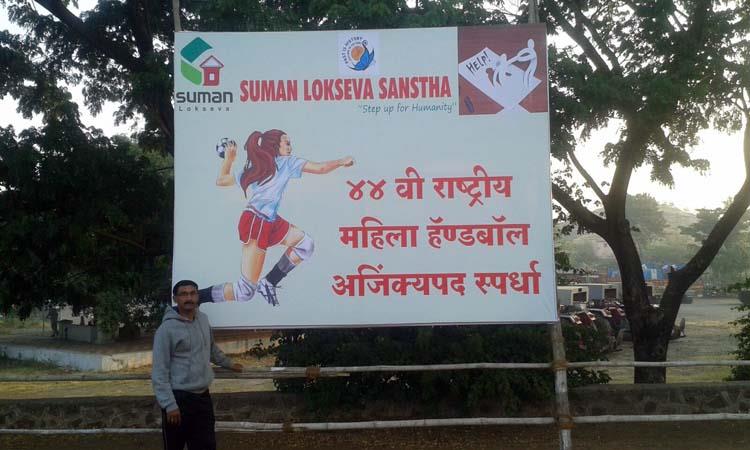 suman
Lokseva
SUMAN LOKSEVA SANSTHA
"Step up for Humanity"
HELP!
४४ वी राष्ट्रीय
महिला हॅण्डबॉल
अजिंक्यपद स्पर्धा